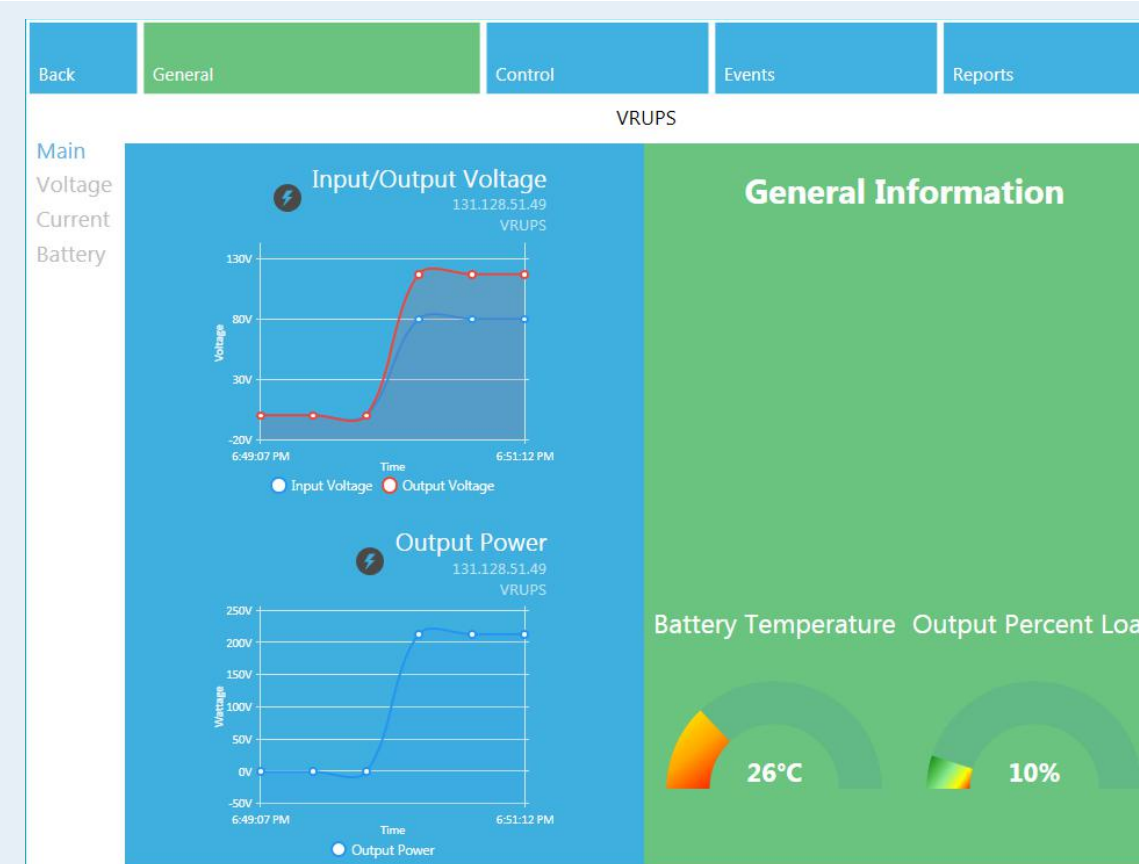 Back General Control Events Reports
VRUPS
Main
Voltage
Current
Battery
Input/Output Voltage
131.128.51.49
VRUPS
130V
80V
30V
-20V
Voltage
6:49:07 PM 6:51:12 PM
Time
Input Voltage Output Voltage
Output Power
131.128.51.49
VRUPS
250V
200V
150V
100V
50V
0V
-50V
Wattage
6:49:07 PM 6:51:12 PM
Time
Output Power
General Information
Battery Temperature Output Percent Loa
26°C 10%